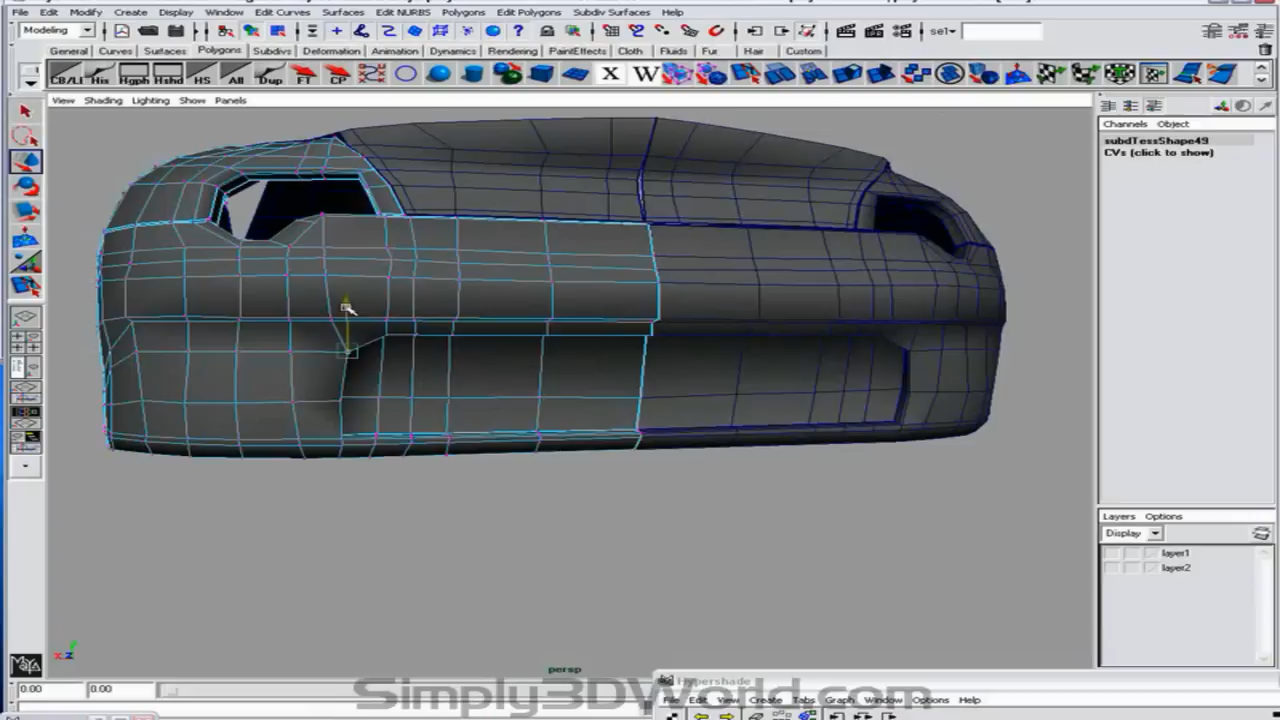 File Edit Modify Create Display Window Edit Curves Surfaces Edit NURBS Polygons Edit Polygons Subdiv Surfaces Help
Modeling sel
General Curves Surfaces Polygons Subdivs Deformation Animation Dynamics Rendering PaintEffects Cloth Fluids Fur Hair Custom
CB/LI His Hgph Hshd HS All Dup FT CP X W
View Shading Lighting Show Panels
Channels Object
subdTessShape49
CVs (click to show)
Layers Options
Display
layer1
layer2
persp
0.00 0.00
Hypershade
File Edit View Create Tabs Graph Window Options Help
Simply3DWorld.com